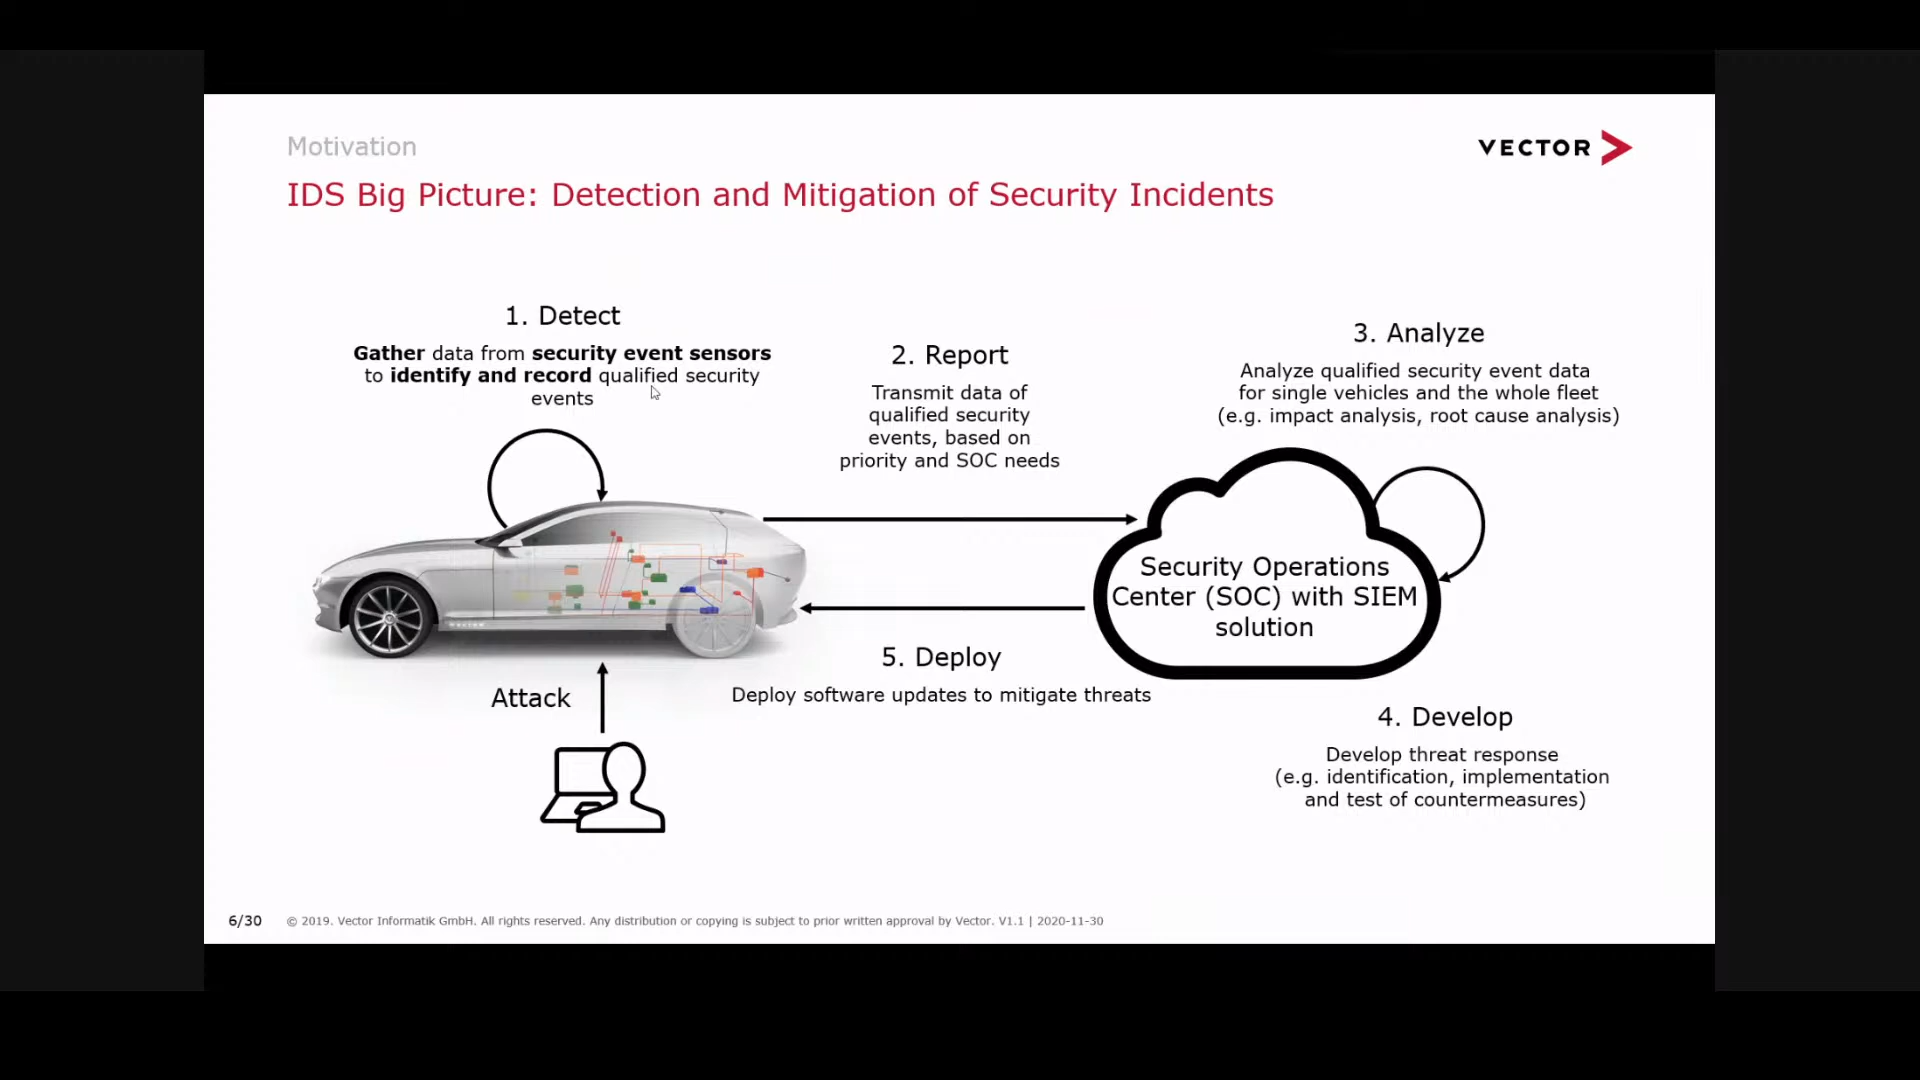 Motivation
VECTOR
IDS Big Picture: Detection and Mitigation of Security Incidents
1. Detect
Gather data from security event sensors
to identify and record qualified security
events
2. Report
Transmit data of
qualified security
events, based on
priority and SOC needs
3. Analyze
Analyze qualified security event data
for single vehicles and the whole fleet
(e.g. impact analysis, root cause analysis)
Security Operations
Center (SOC) with SIEM
solution
VECTOR
5. Deploy
Deploy software updates to mitigate threats
Attack
4. Develop
Develop threat response
(e.g. identification, implementation
and test of countermeasures)
6/30
© 2019. Vector Informatik GmbH. All rights reserved. Any distribution or copying is subject to prior written approval by Vector. V1.1 | 2020-11-30